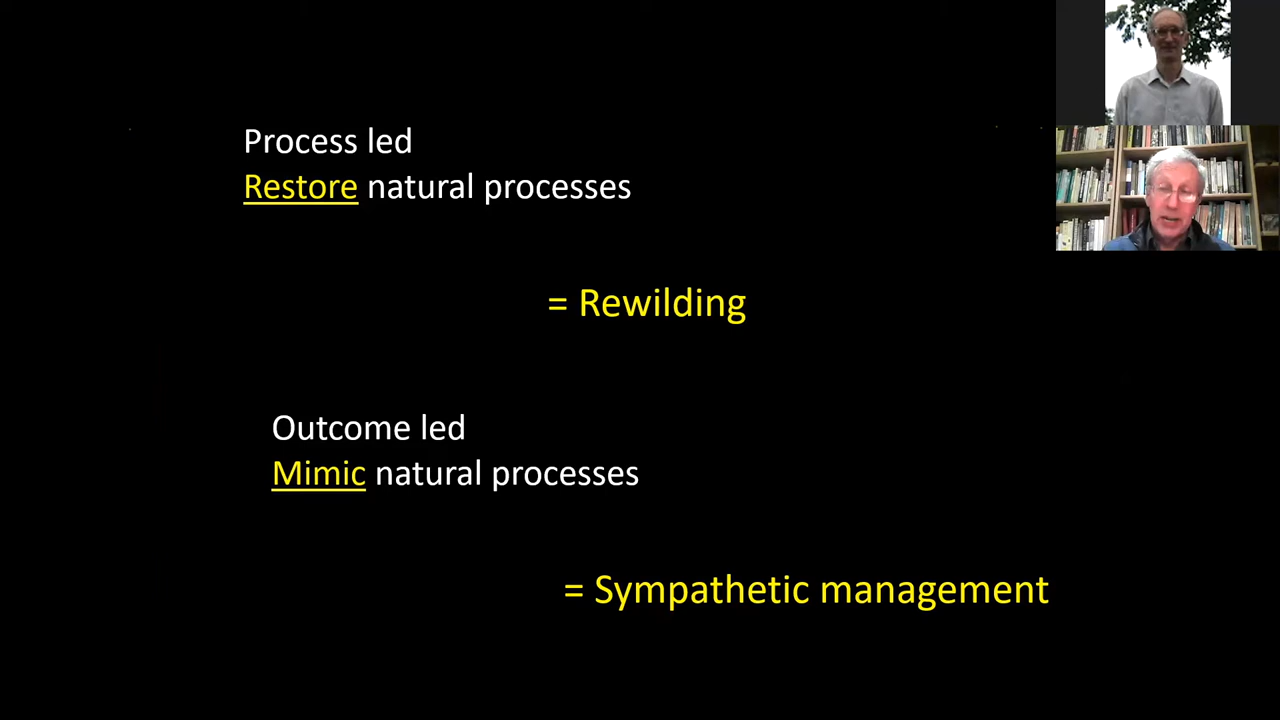 Process led
Restore natural processes
= Rewilding
Outcome led
Mimic natural processes
= Sympathetic management